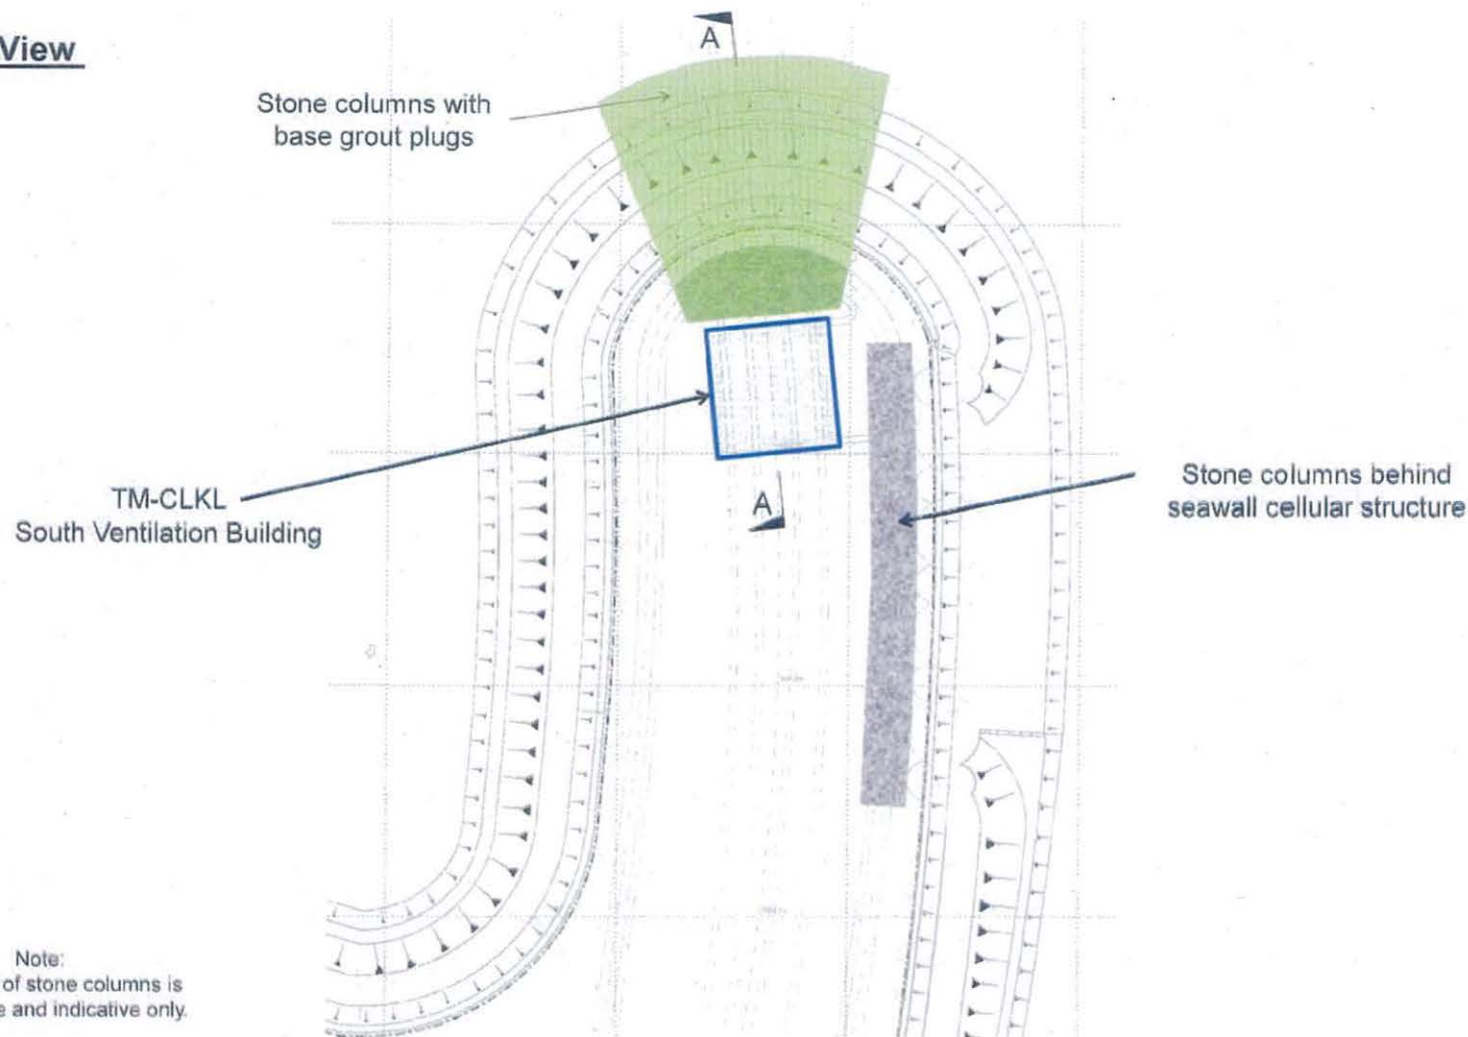 View
A
Stone columns with
base grout plugs
TM-CLKL
South Ventilation Building
A
Stone columns behind
seawall cellular structure
Note:
of stone columns is
and indicative only.